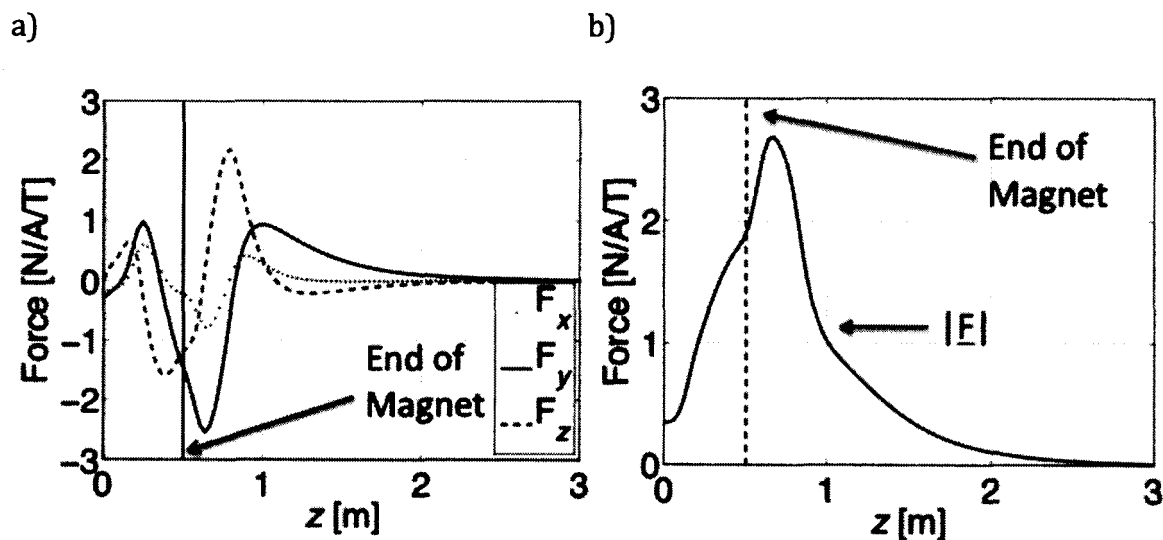 a)
b)
3
2
1
0
−1
−2
−3
Force [N/A/T]
0
1
2
3
z [m]
End of
Magnet
F_x
F_y
F_z
3
2
1
0
Force [N/A/T]
0
1
2
3
z [m]
End of
Magnet
|F|